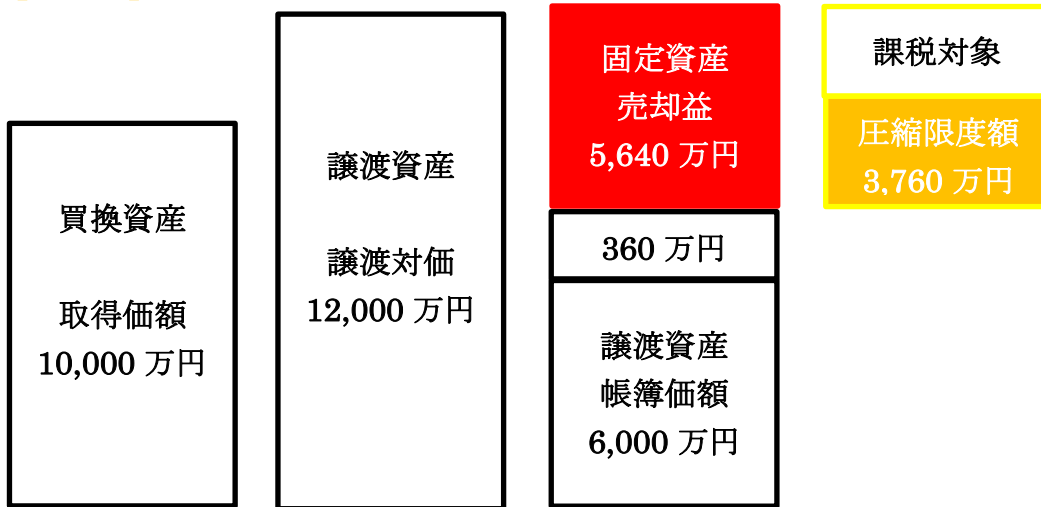 買換資産
取得価額
10,000 万円
譲渡資産
譲渡対価
12,000 万円
固定資産
売却益
5,640 万円
360 万円
譲渡資産
帳簿価額
6,000 万円
課税対象
圧縮限度額
3,760 万円